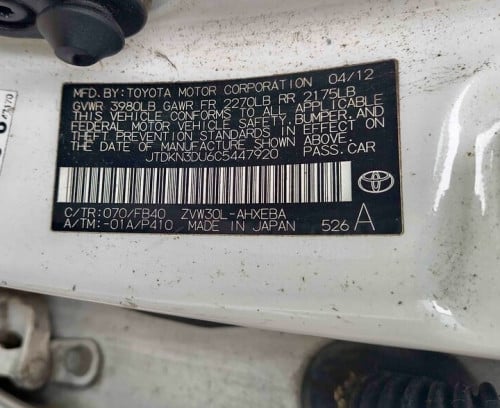 MFD. BY: TOYOTA MOTOR CORPORATION 04/12
GVWR 3980LB GAWR FR 2270LB RR 2175LB
THIS VEHICLE CONFORMS TO ALL APPLICABLE
FEDERAL MOTOR VEHICLE SAFETY, BUMPER, AND
THEFT PREVENTION STANDARDS IN EFFECT ON
THE DATE OF MANUFACTURE SHOWN ABOVE.
JTDKN3DU6C5447920 PASS.CAR
C/TR: 070/FB40 ZVW30L-AHXEBA
A/TM: -01A/P410 MADE IN JAPAN 526 A